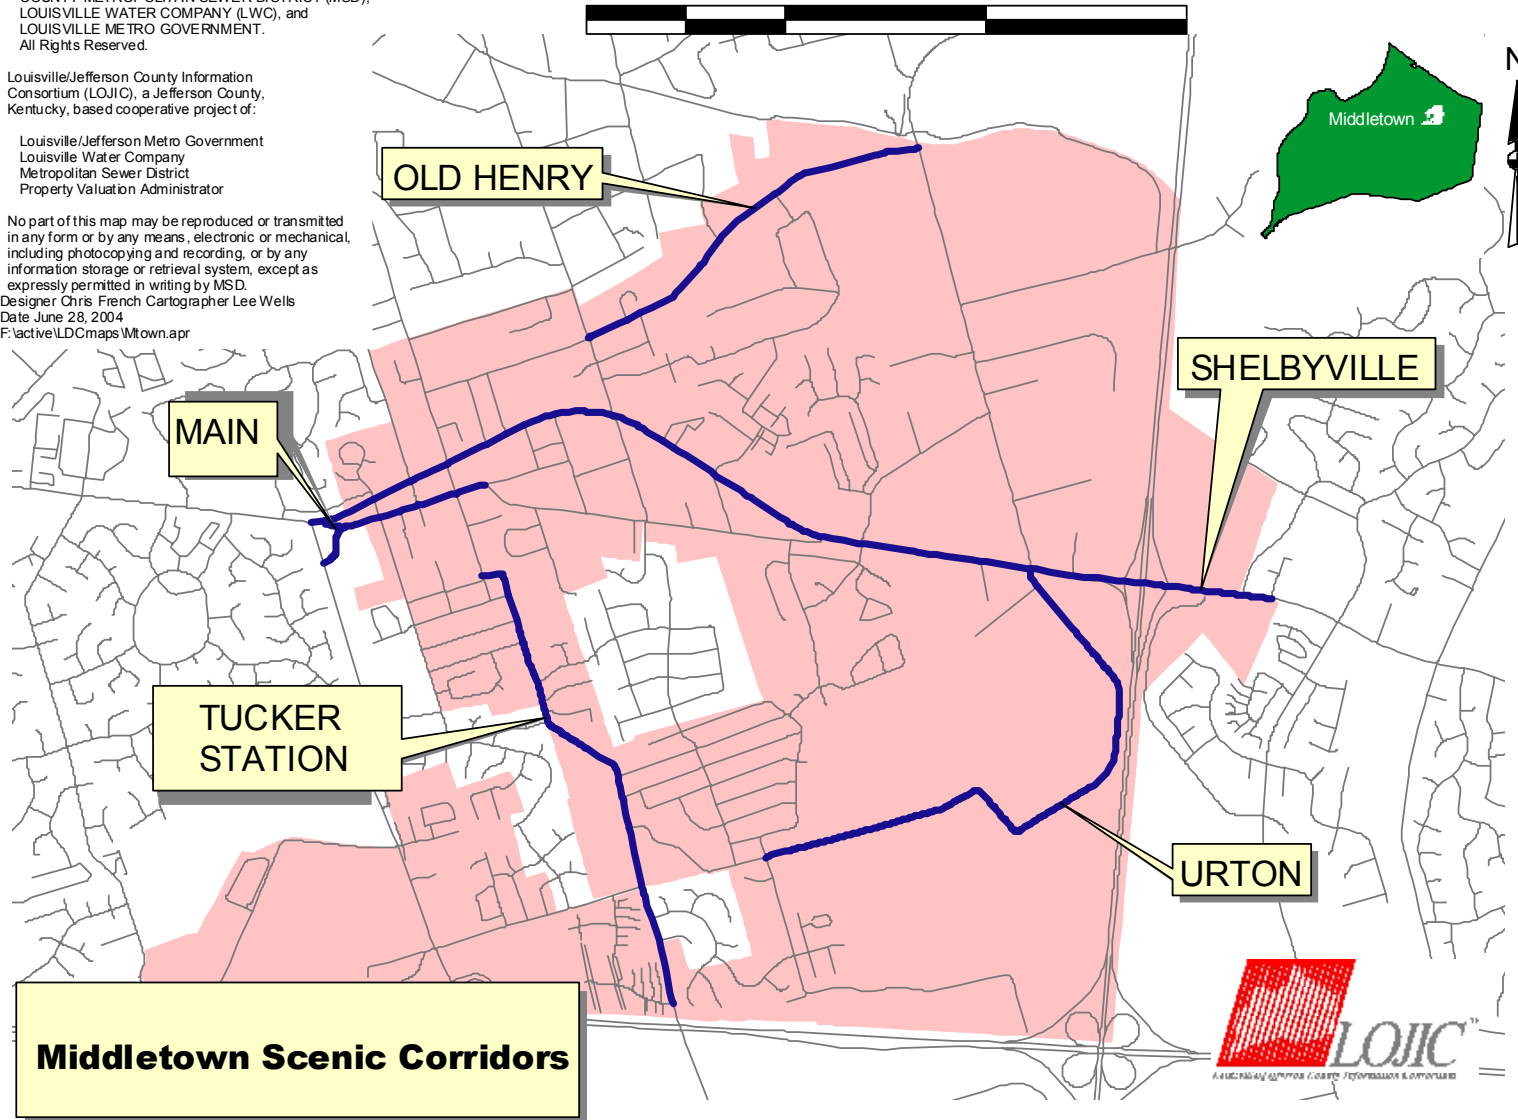 COUNTY METROPOLITAN SEWER DISTRICT (MSD),
LOUISVILLE WATER COMPANY (LWC), and
LOUISVILLE METRO GOVERNMENT.
All Rights Reserved.
Louisville/Jefferson County Information
Consortium (LOJIC), a Jefferson County,
Kentucky, based cooperative project of:
Louisville/Jefferson Metro Government
Louisville Water Company
Metropolitan Sewer District
Property Valuation Administrator
No part of this map may be reproduced or transmitted
in any form or by any means, electronic or mechanical,
including photocopying and recording, or by any
information storage or retrieval system, except as
expressly permitted in writing by MSD.
Designer Chris French Cartographer Lee Wells
Date June 28, 2004
F:\active\LDCmaps\Mtown.apr
N
Middletown
OLD HENRY
SHELBYVILLE
MAIN
TUCKER
STATION
URTON
Middletown Scenic Corridors
LOJIC
Louisville/Jefferson County Information Consortium